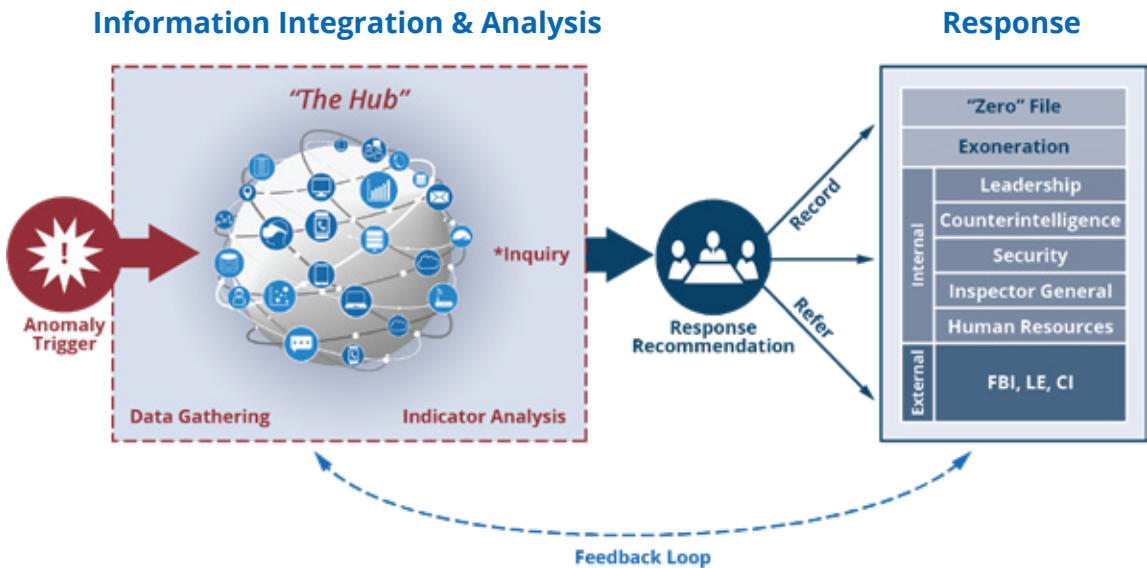 Information Integration & Analysis
Response
"The Hub"
!
Anomaly
Trigger
*Inquiry
Data Gathering
Indicator Analysis
Response
Recommendation
Record
Refer
"Zero" File
Exoneration
Internal
Leadership
Counterintelligence
Security
Inspector General
Human Resources
External
FBI, LE, CI
Feedback Loop